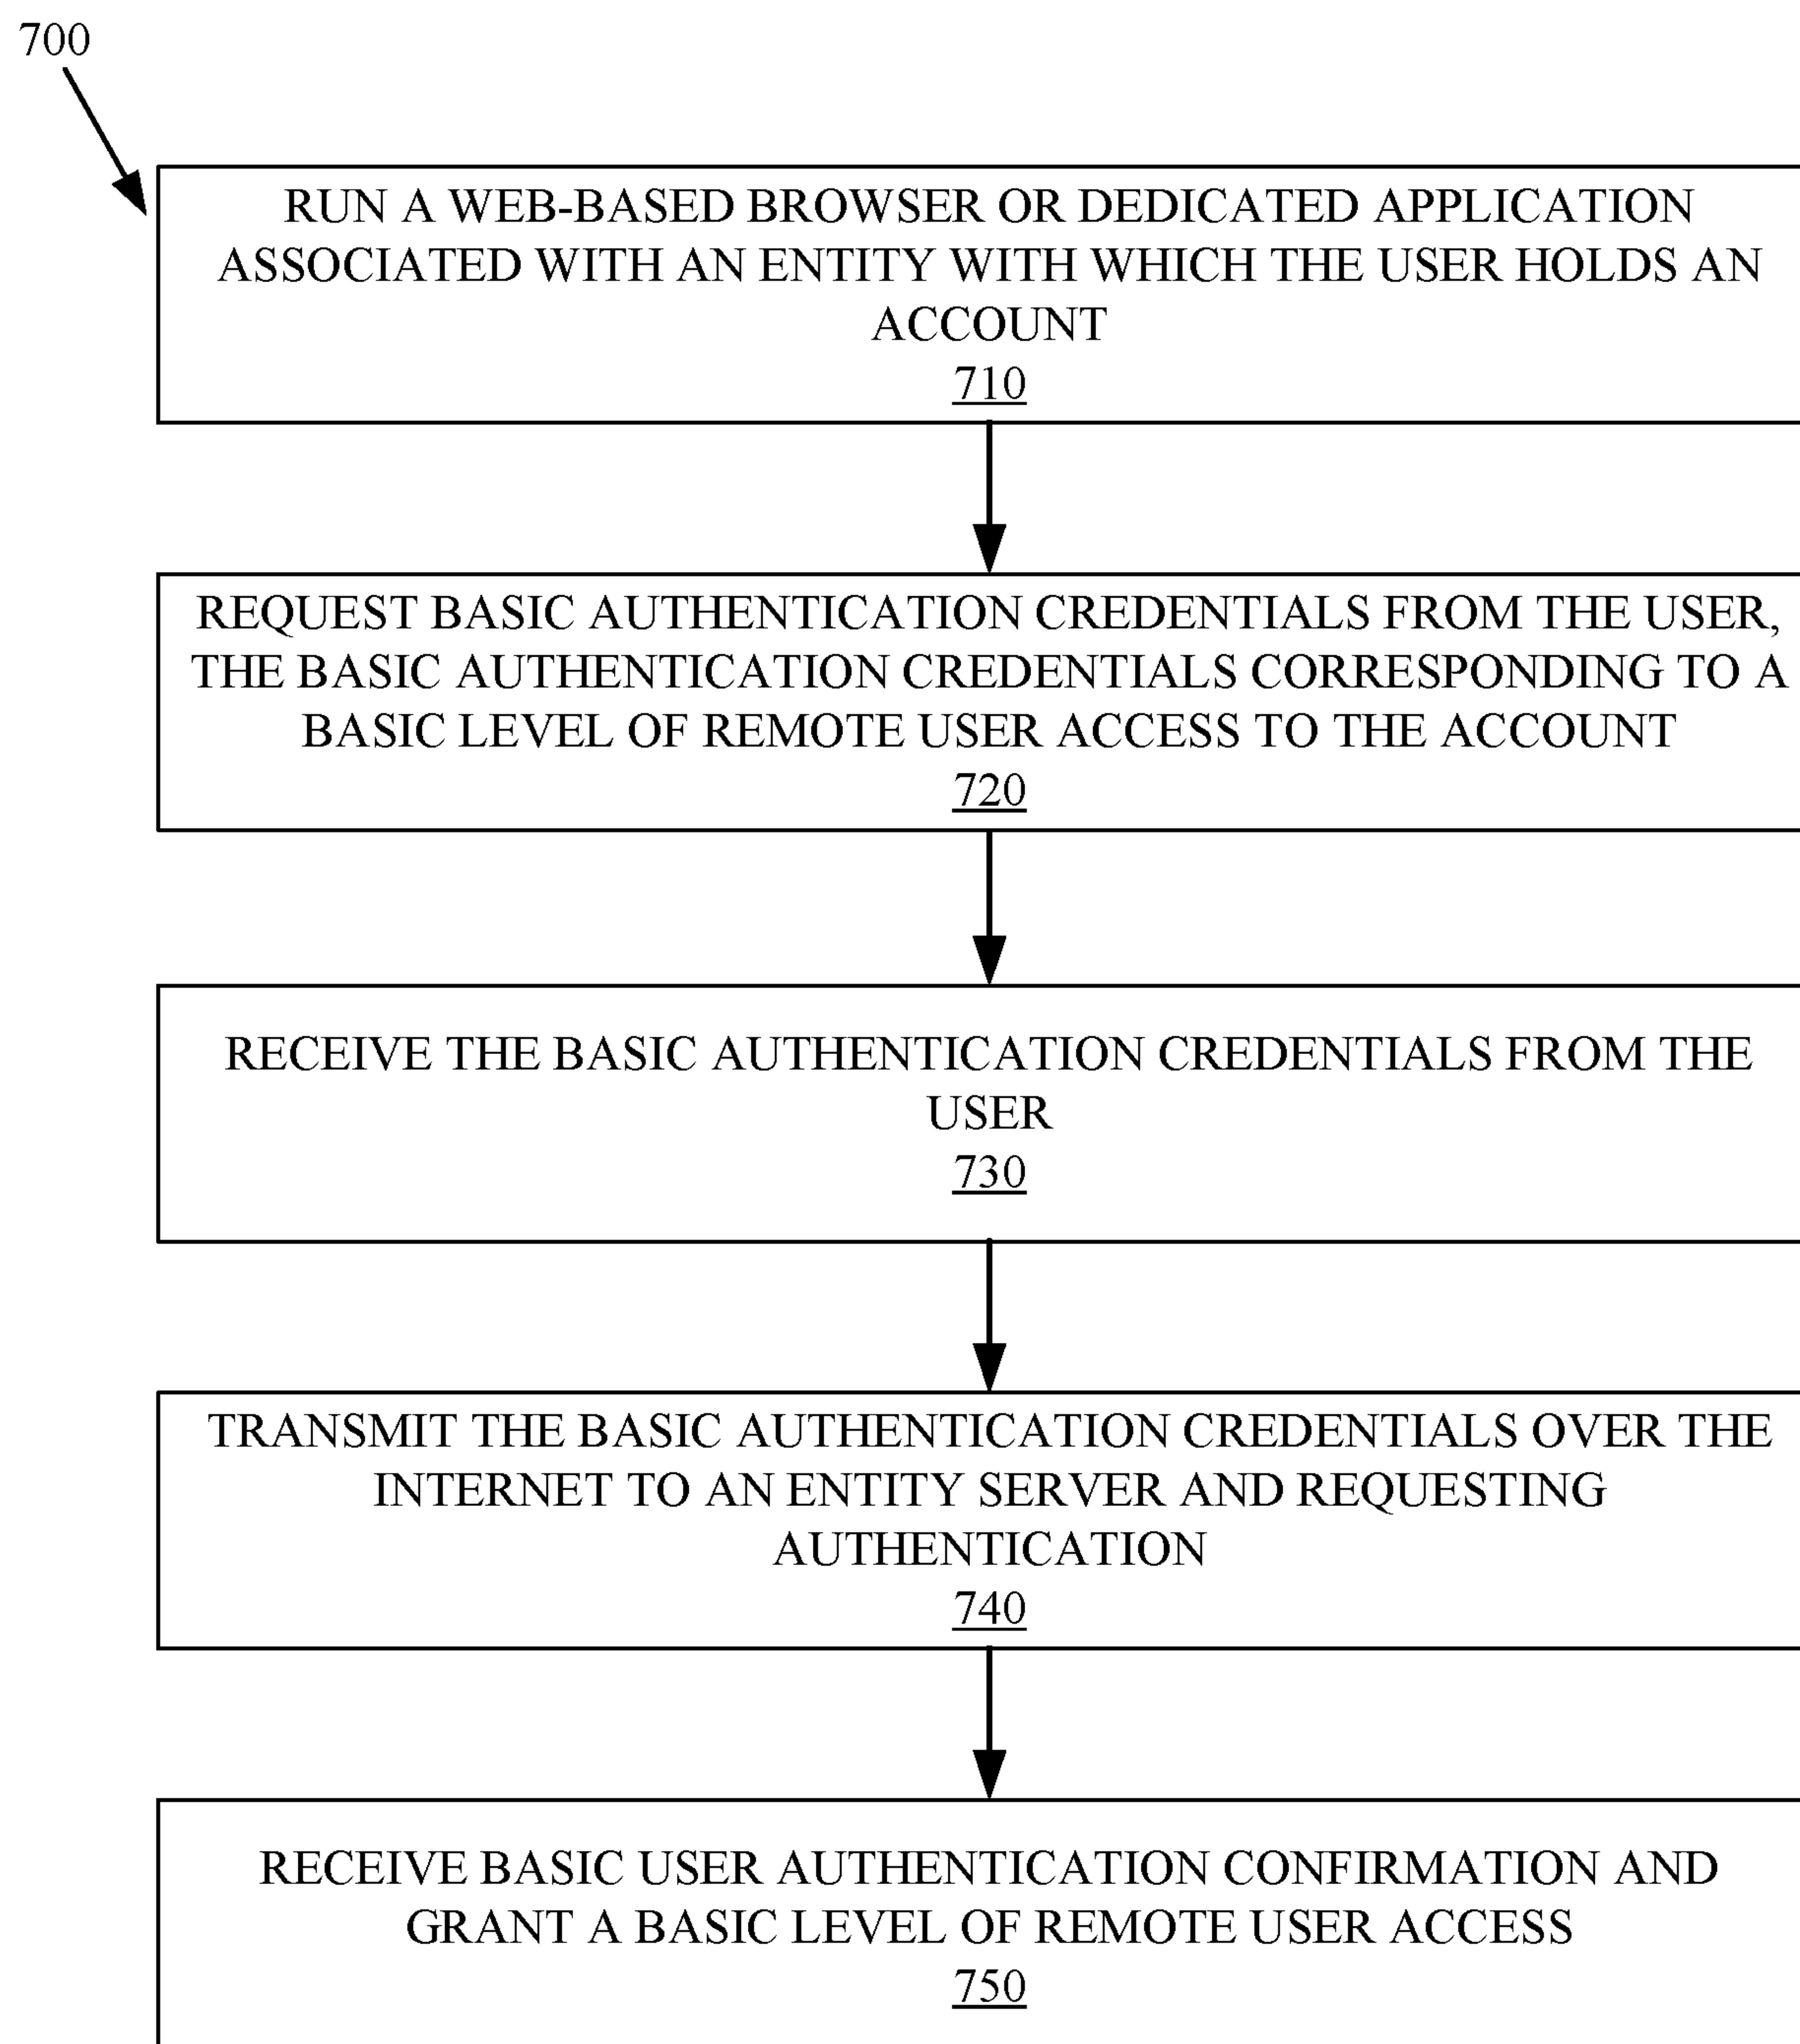 700
RUN A WEB-BASED BROWSER OR DEDICATED APPLICATION
ASSOCIATED WITH AN ENTITY WITH WHICH THE USER HOLDS AN
ACCOUNT
710
REQUEST BASIC AUTHENTICATION CREDENTIALS FROM THE USER,
THE BASIC AUTHENTICATION CREDENTIALS CORRESPONDING TO A
BASIC LEVEL OF REMOTE USER ACCESS TO THE ACCOUNT
720
RECEIVE THE BASIC AUTHENTICATION CREDENTIALS FROM THE
USER
730
TRANSMIT THE BASIC AUTHENTICATION CREDENTIALS OVER THE
INTERNET TO AN ENTITY SERVER AND REQUESTING
AUTHENTICATION
740
RECEIVE BASIC USER AUTHENTICATION CONFIRMATION AND
GRANT A BASIC LEVEL OF REMOTE USER ACCESS
750